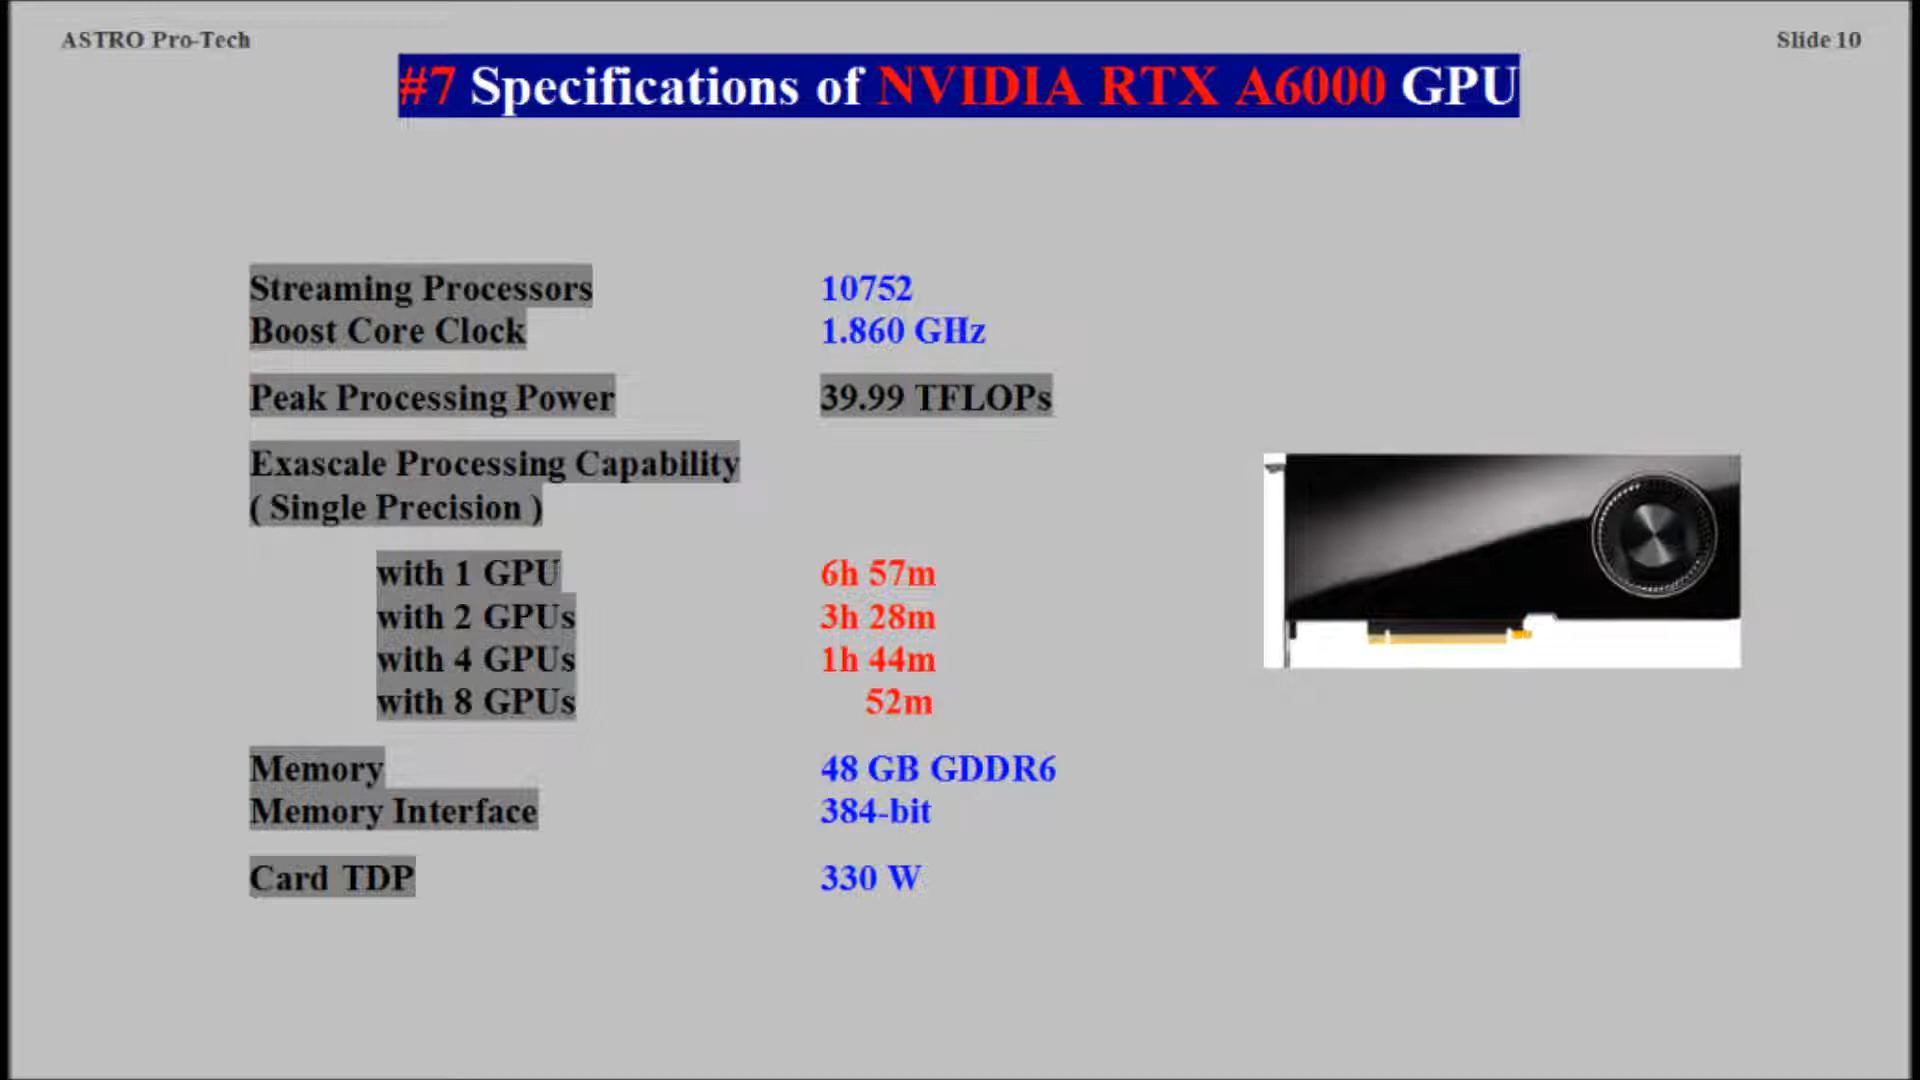 ASTRO Pro-Tech
Slide 10
#7 Specifications of NVIDIA RTX A6000 GPU
Streaming Processors 10752
Boost Core Clock 1.860 GHz
Peak Processing Power 39.99 TFLOPs
Exascale Processing Capability
( Single Precision )
with 1 GPU 6h 57m
with 2 GPUs 3h 28m
with 4 GPUs 1h 44m
with 8 GPUs 52m
Memory 48 GB GDDR6
Memory Interface 384-bit
Card TDP 330 W